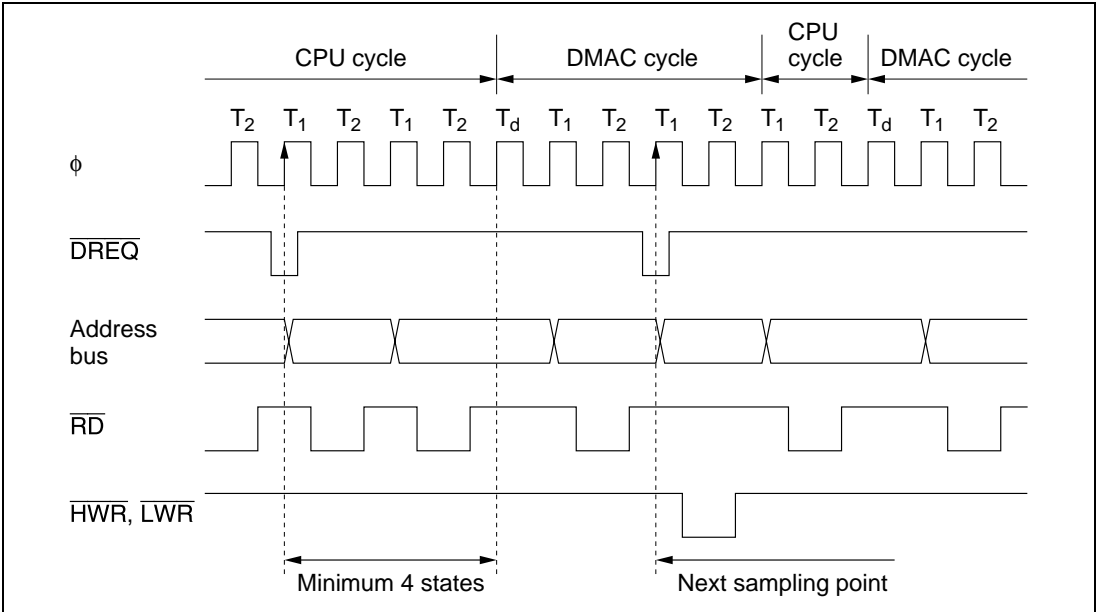 CPU cycle DMAC cycle CPU cycle DMAC cycle
T2 T1 T2 T1 T2 Td T1 T2 T1 T2 T1 T2 Td T1 T2
φ
DREQ
Address
bus
RD
HWR, LWR
Minimum 4 states Next sampling point